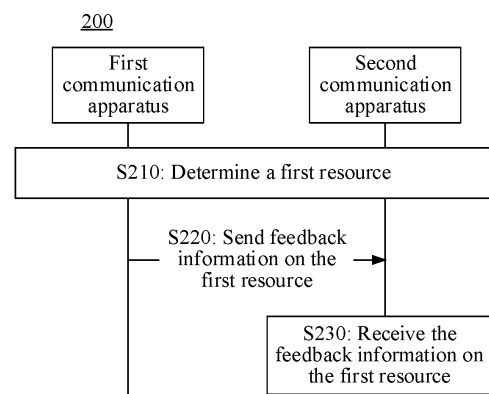 200
First
communication
apparatus
Second
communication
apparatus
S210: Determine a first resource
S220: Send feedback
information on the
first resource
S230: Receive the
feedback information on
the first resource